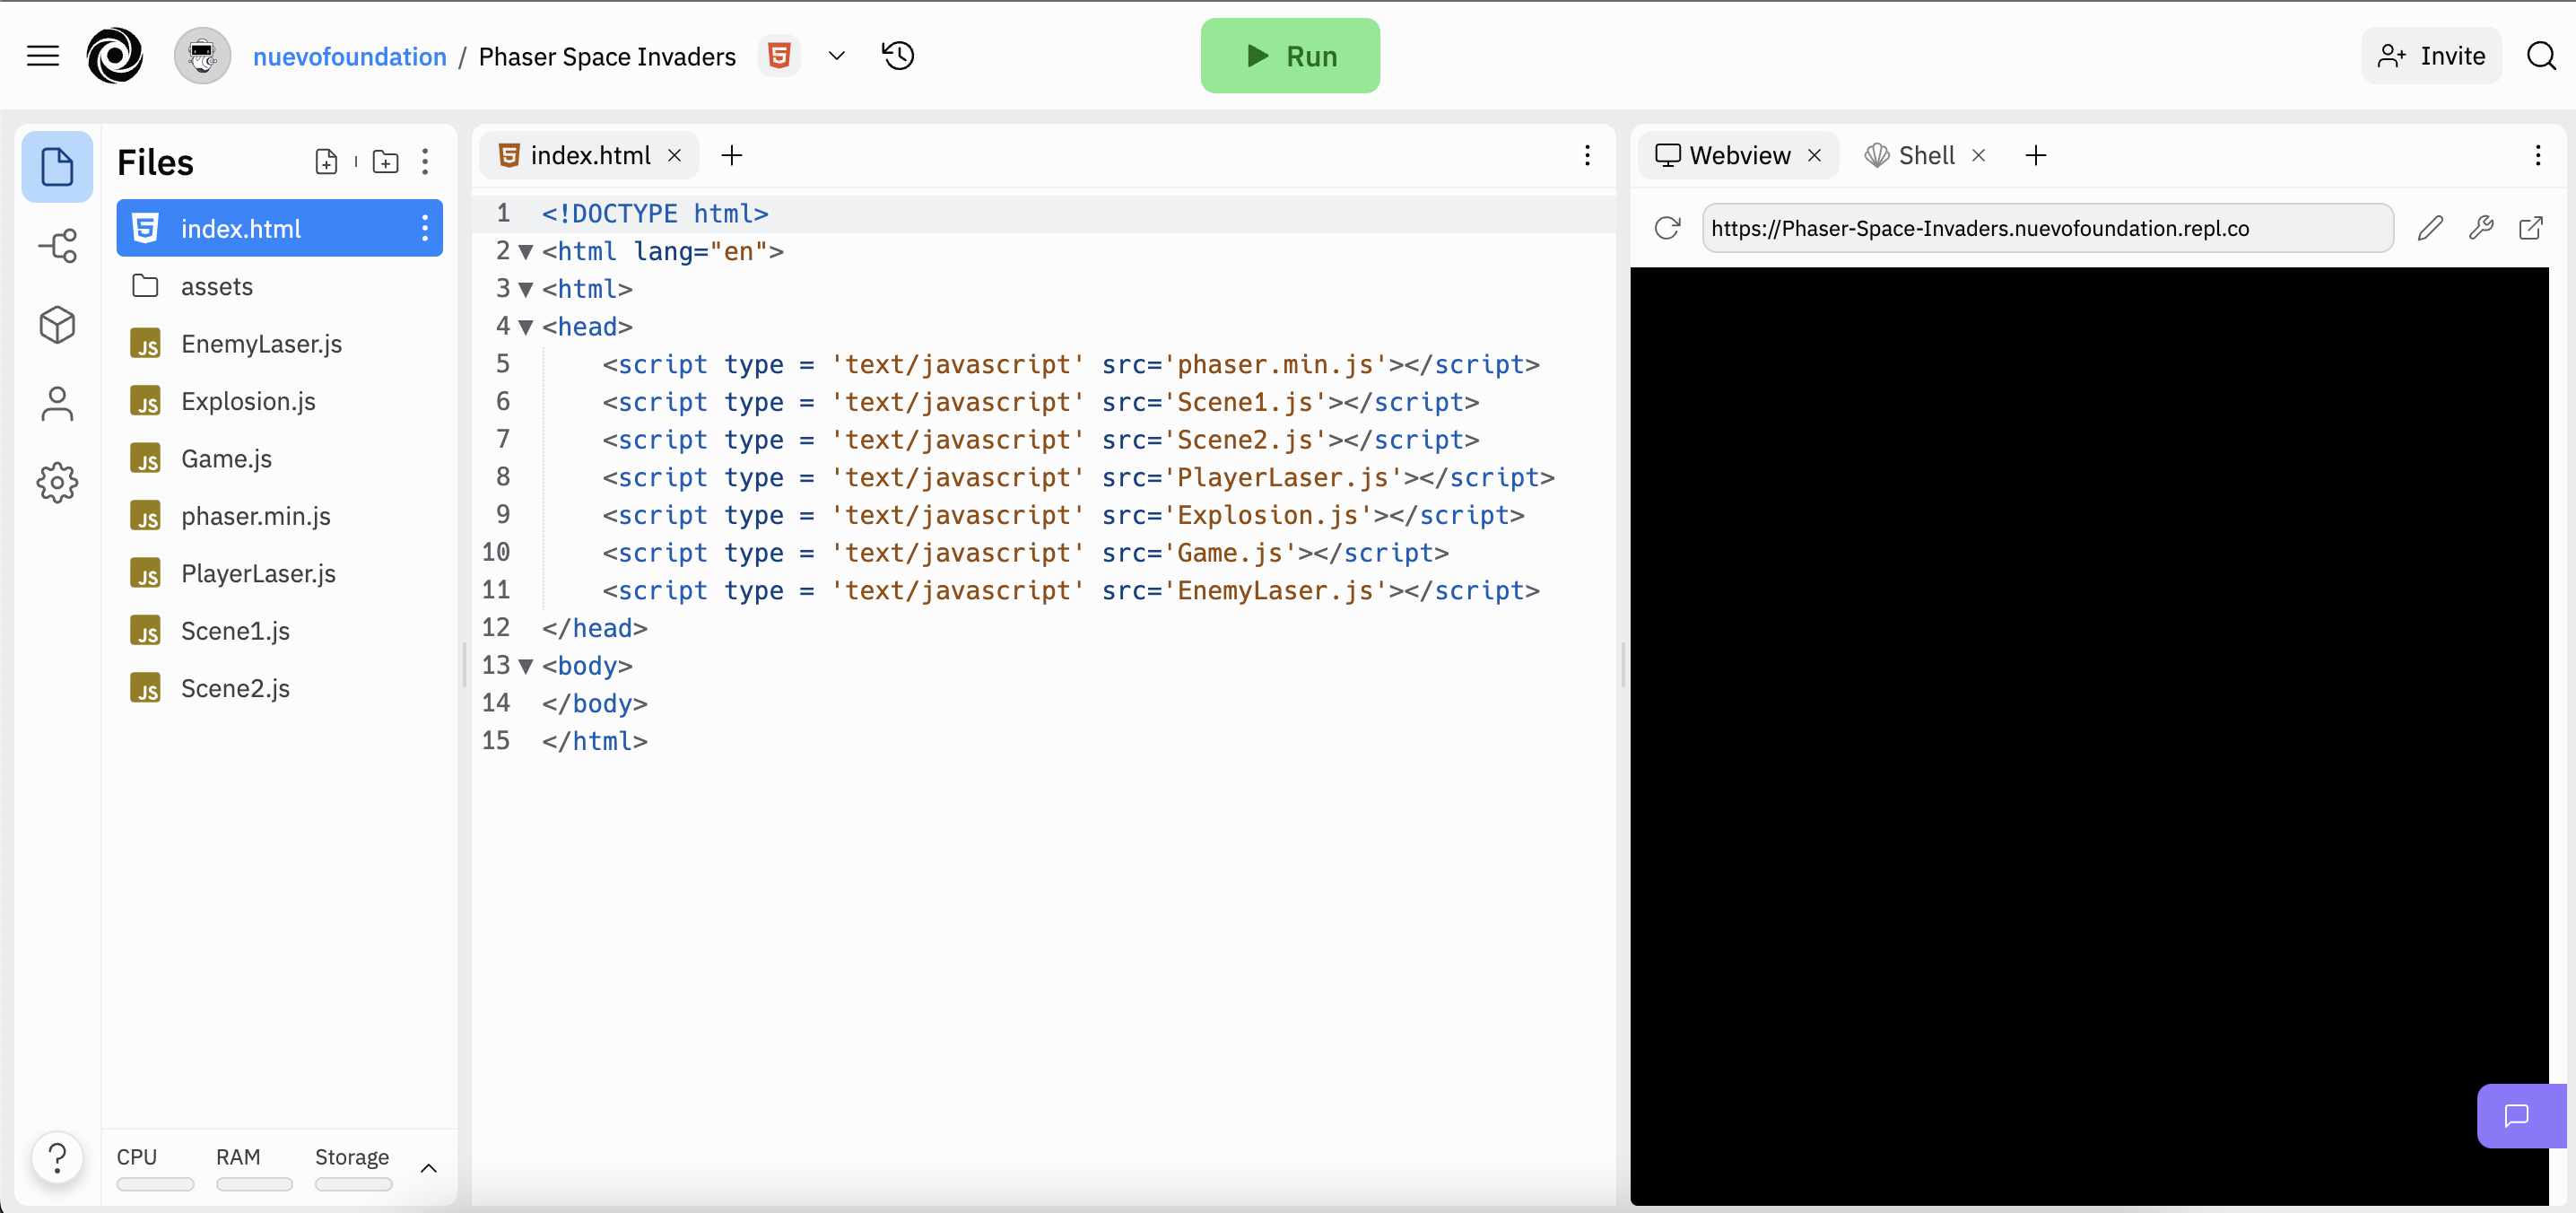 nuevofoundation / Phaser Space Invaders
Run
Invite
Files
index.html
assets
EnemyLaser.js
Explosion.js
Game.js
phaser.min.js
PlayerLaser.js
Scene1.js
Scene2.js
CPU RAM Storage
index.html
1 <!DOCTYPE html>
2 <html lang="en">
3 <html>
4 <head>
5 <script type = 'text/javascript' src='phaser.min.js'></script>
6 <script type = 'text/javascript' src='Scene1.js'></script>
7 <script type = 'text/javascript' src='Scene2.js'></script>
8 <script type = 'text/javascript' src='PlayerLaser.js'></script>
9 <script type = 'text/javascript' src='Explosion.js'></script>
10 <script type = 'text/javascript' src='Game.js'></script>
11 <script type = 'text/javascript' src='EnemyLaser.js'></script>
12 </head>
13 <body>
14 </body>
15 </html>
Webview Shell
https://Phaser-Space-Invaders.nuevofoundation.repl.co